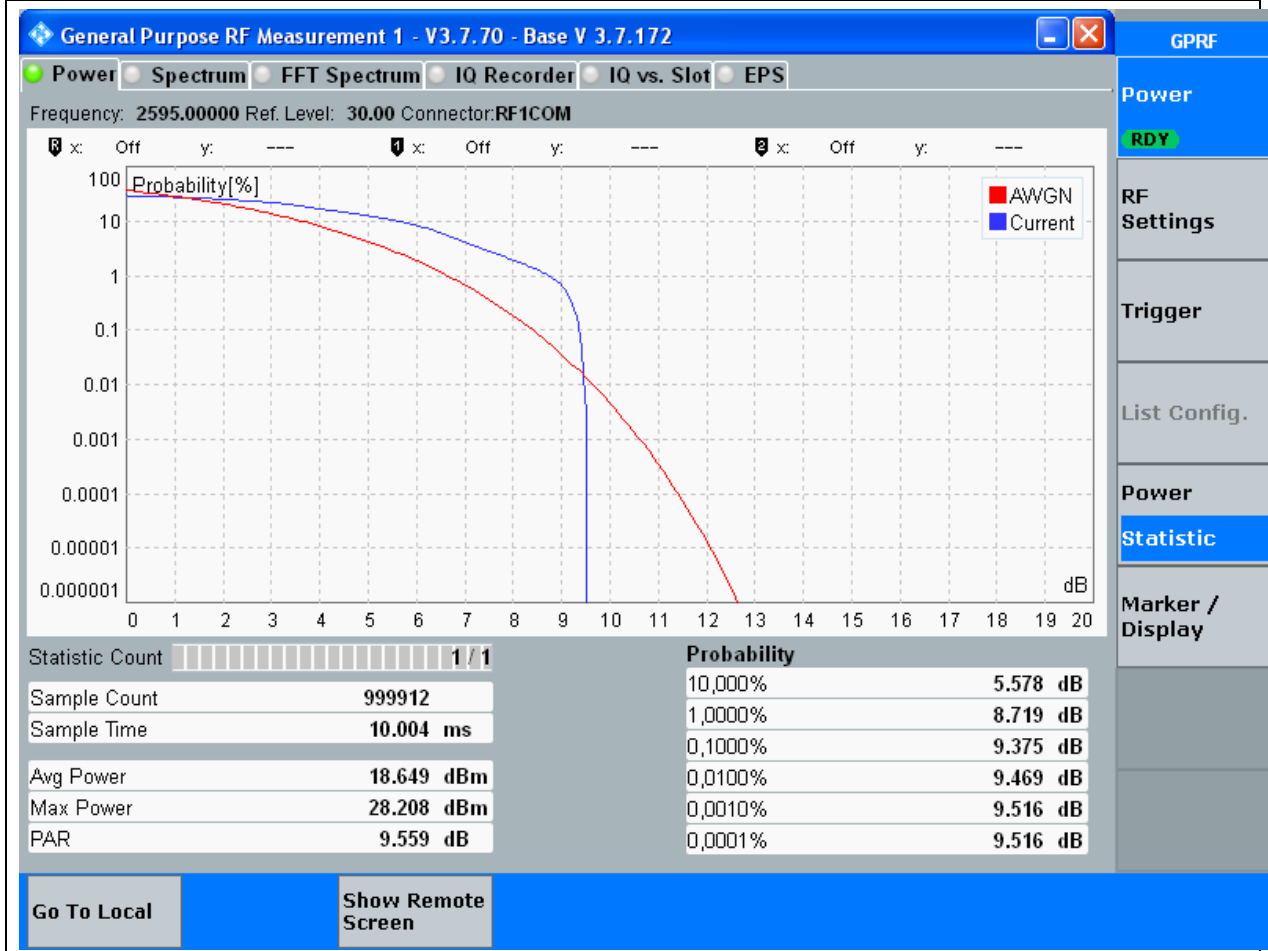 General Purpose RF Measurement 1 - V3.7.70 - Base V 3.7.172
Power Spectrum FFT Spectrum IQ Recorder IQ vs. Slot EPS
Frequency: 2595.00000 Ref. Level: 30.00 Connector:RF1COM
R x: Off y: --- 1 x: Off y: --- 2 x: Off y: ---
Probability[%]
100
10
1
0.1
0.01
0.001
0.0001
0.00001
0.000001
AWGN
Current
dB
0 1 2 3 4 5 6 7 8 9 10 11 12 13 14 15 16 17 18 19 20
Statistic Count 1 / 1
Sample Count 999912
Sample Time 10.004 ms
Avg Power 18.649 dBm
Max Power 28.208 dBm
PAR 9.559 dB
Probability
10,000% 5.578 dB
1,0000% 8.719 dB
0,1000% 9.375 dB
0,0100% 9.469 dB
0,0010% 9.516 dB
0,0001% 9.516 dB
GPRF
Power
RDY
RF
Settings
Trigger
List Config.
Power
Statistic
Marker /
Display
Go To Local
Show Remote
Screen